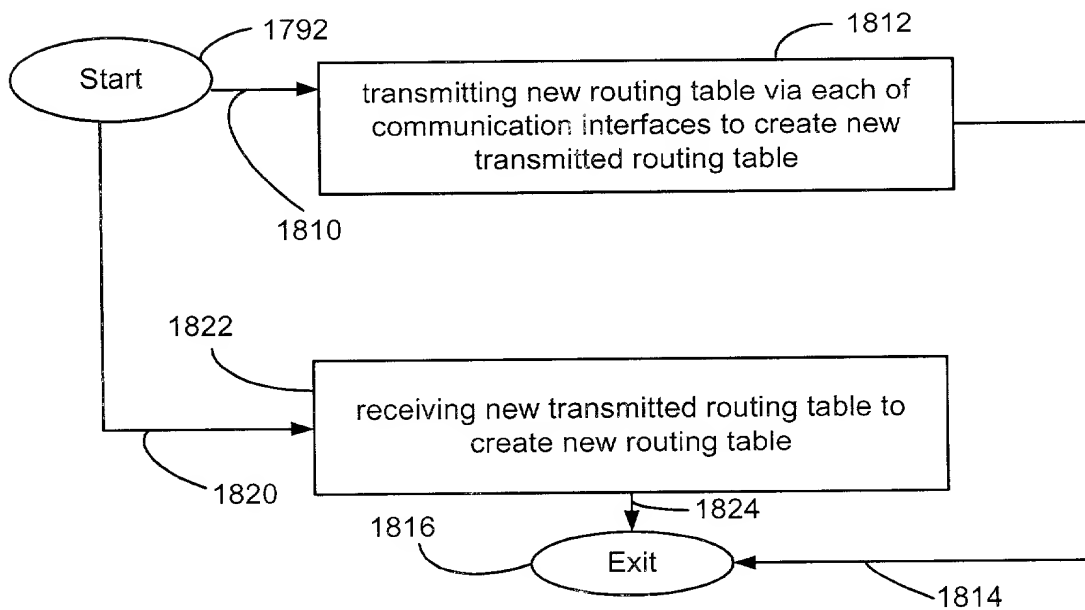 1792
1812
Start
transmitting new routing table via each of
communication interfaces to create new
transmitted routing table
1810
1822
receiving new transmitted routing table to
create new routing table
1820
1824
1816
Exit
1814